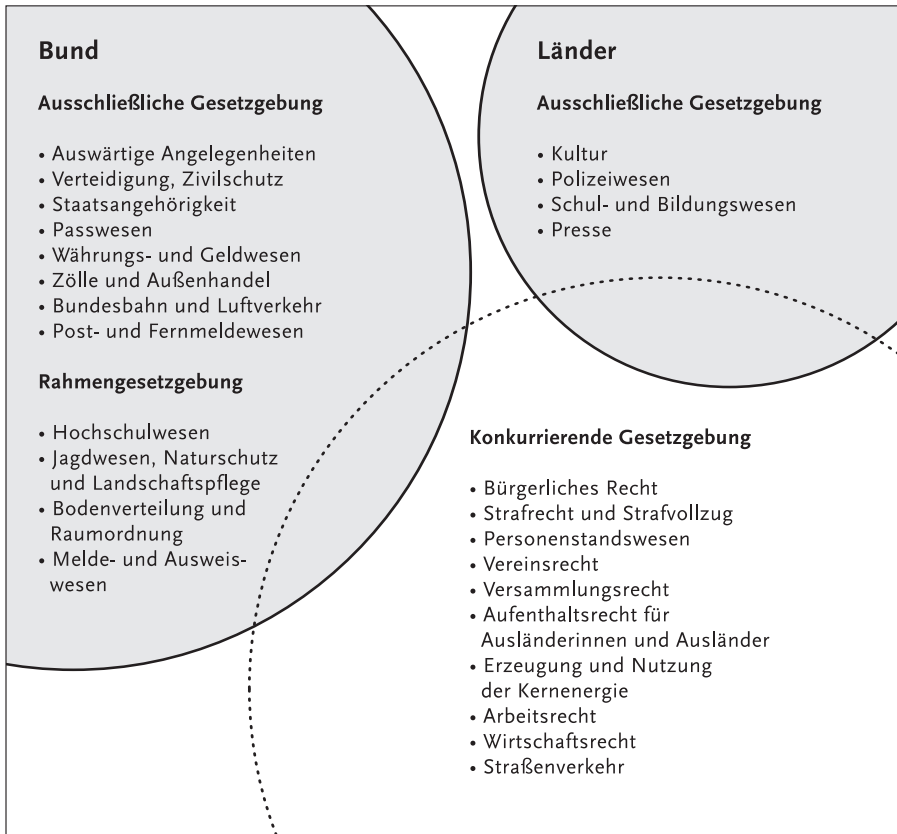 Bund
Ausschließliche Gesetzgebung
• Auswärtige Angelegenheiten
• Verteidigung, Zivilschutz
• Staatsangehörigkeit
• Passwesen
• Währungs- und Geldwesen
• Zölle und Außenhandel
• Bundesbahn und Luftverkehr
• Post- und Fernmeldewesen
Rahmengesetzgebung
• Hochschulwesen
• Jagdwesen, Naturschutz
und Landschaftspflege
• Bodenverteilung und
Raumordnung
• Melde- und Ausweis-
wesen
Länder
Ausschließliche Gesetzgebung
• Kultur
• Polizeiwesen
• Schul- und Bildungswesen
• Presse
Konkurrierende Gesetzgebung
• Bürgerliches Recht
• Strafrecht und Strafvollzug
• Personenstandswesen
• Vereinsrecht
• Versammlungsrecht
• Aufenthaltsrecht für
Ausländerinnen und Ausländer
• Erzeugung und Nutzung
der Kernenergie
• Arbeitsrecht
• Wirtschaftsrecht
• Straßenverkehr